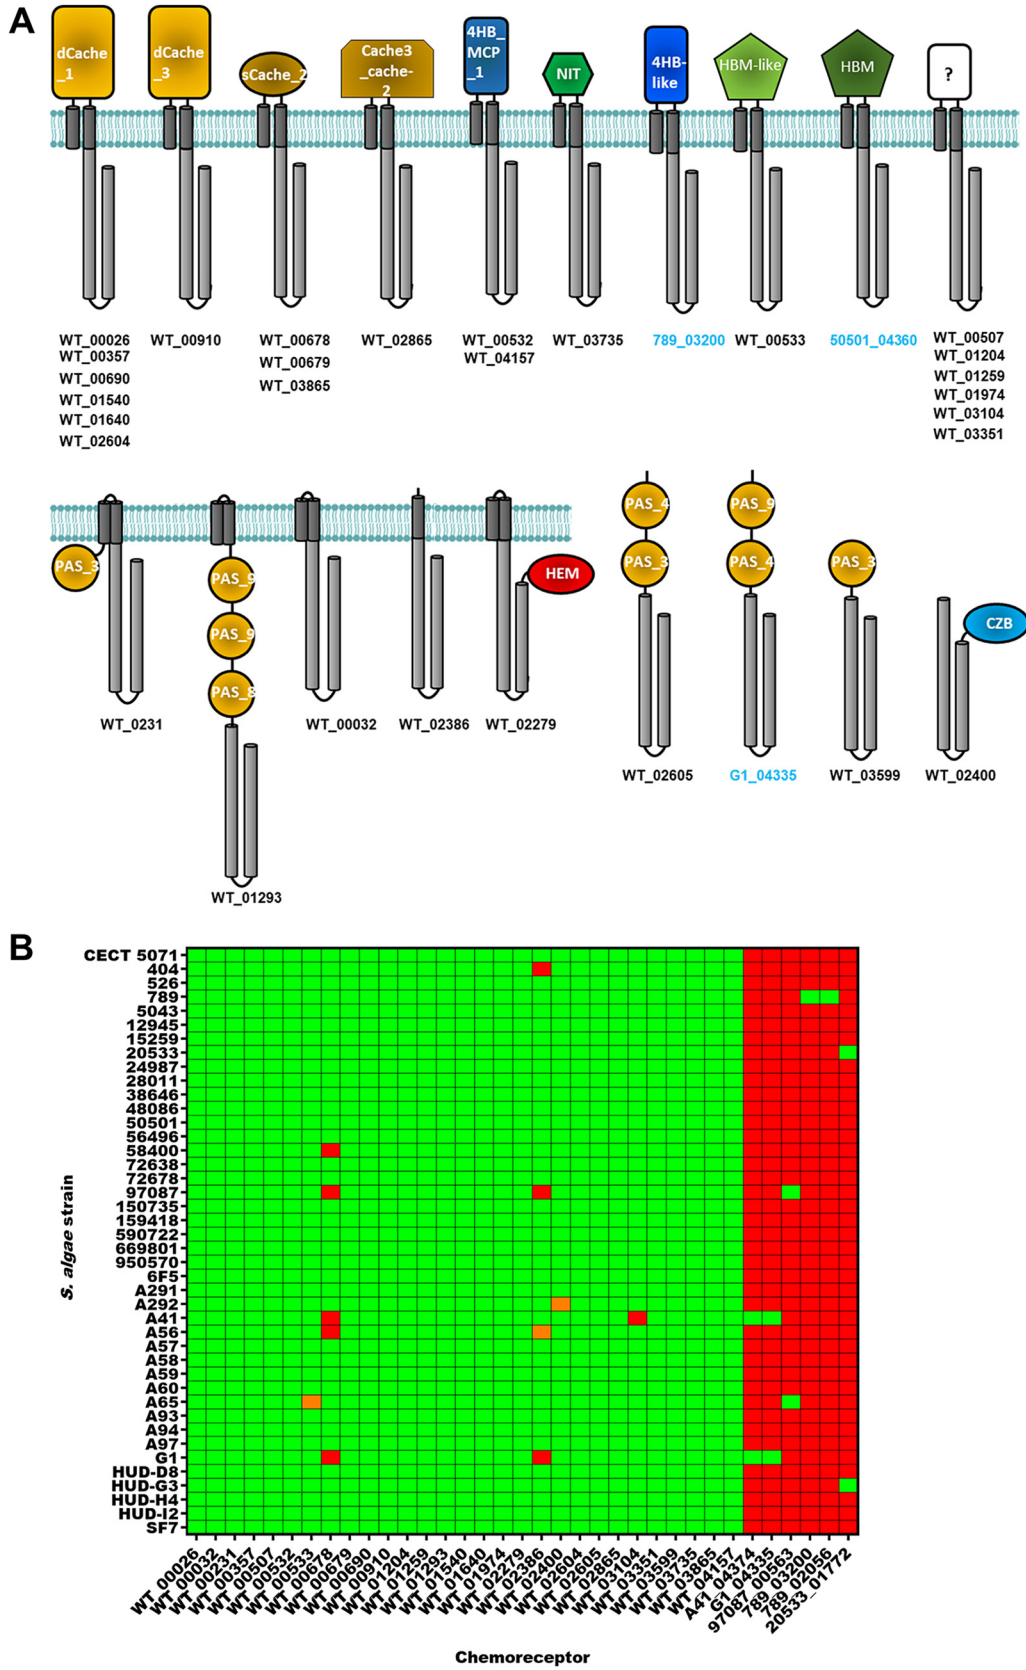 A
dCache
_1
dCache
_3
sCache_2
Cache3
_cache-
2
4HB_
MCP
_1
NIT
4HB-
like
HBM-like
HBM
?
WT_00026
WT_00357
WT_00690
WT_01540
WT_01640
WT_02604
WT_00910
WT_00678
WT_00679
WT_03865
WT_02865
WT_00532
WT_04157
WT_03735
789_03200
WT_00533
50501_04360
WT_00507
WT_01204
WT_01259
WT_01974
WT_03104
WT_03351
PAS_3
PAS_9
PAS_9
PAS_8
HEM
PAS_4
PAS_3
PAS_9
PAS_4
PAS_3
CZB
WT_0231
WT_01293
WT_00032
WT_02386
WT_02279
WT_02605
G1_04335
WT_03599
WT_02400
B
S. algae strain
CECT 5071
404
526
789
5043
12945
15259
20533
24987
28011
38646
48086
50501
56496
58400
72638
72678
97087
150735
159418
590722
669801
950570
6F5
A291
A292
A41
A56
A57
A58
A59
A60
A65
A93
A94
A97
G1
HUD-D8
HUD-G3
HUD-H4
HUD-I2
SF7
WT_00026
WT_00032
WT_00231
WT_00357
WT_00507
WT_00532
WT_00533
WT_00678
WT_00679
WT_00690
WT_00910
WT_01204
WT_01259
WT_01293
WT_01540
WT_01640
WT_01974
WT_02279
WT_02386
WT_02400
WT_02604
WT_02605
WT_02865
WT_03104
WT_03351
WT_03599
WT_03735
WT_03865
WT_04157
A41_04374
G1_04335
97087_00563
789_03200
789_02056
20533_01772
Chemoreceptor